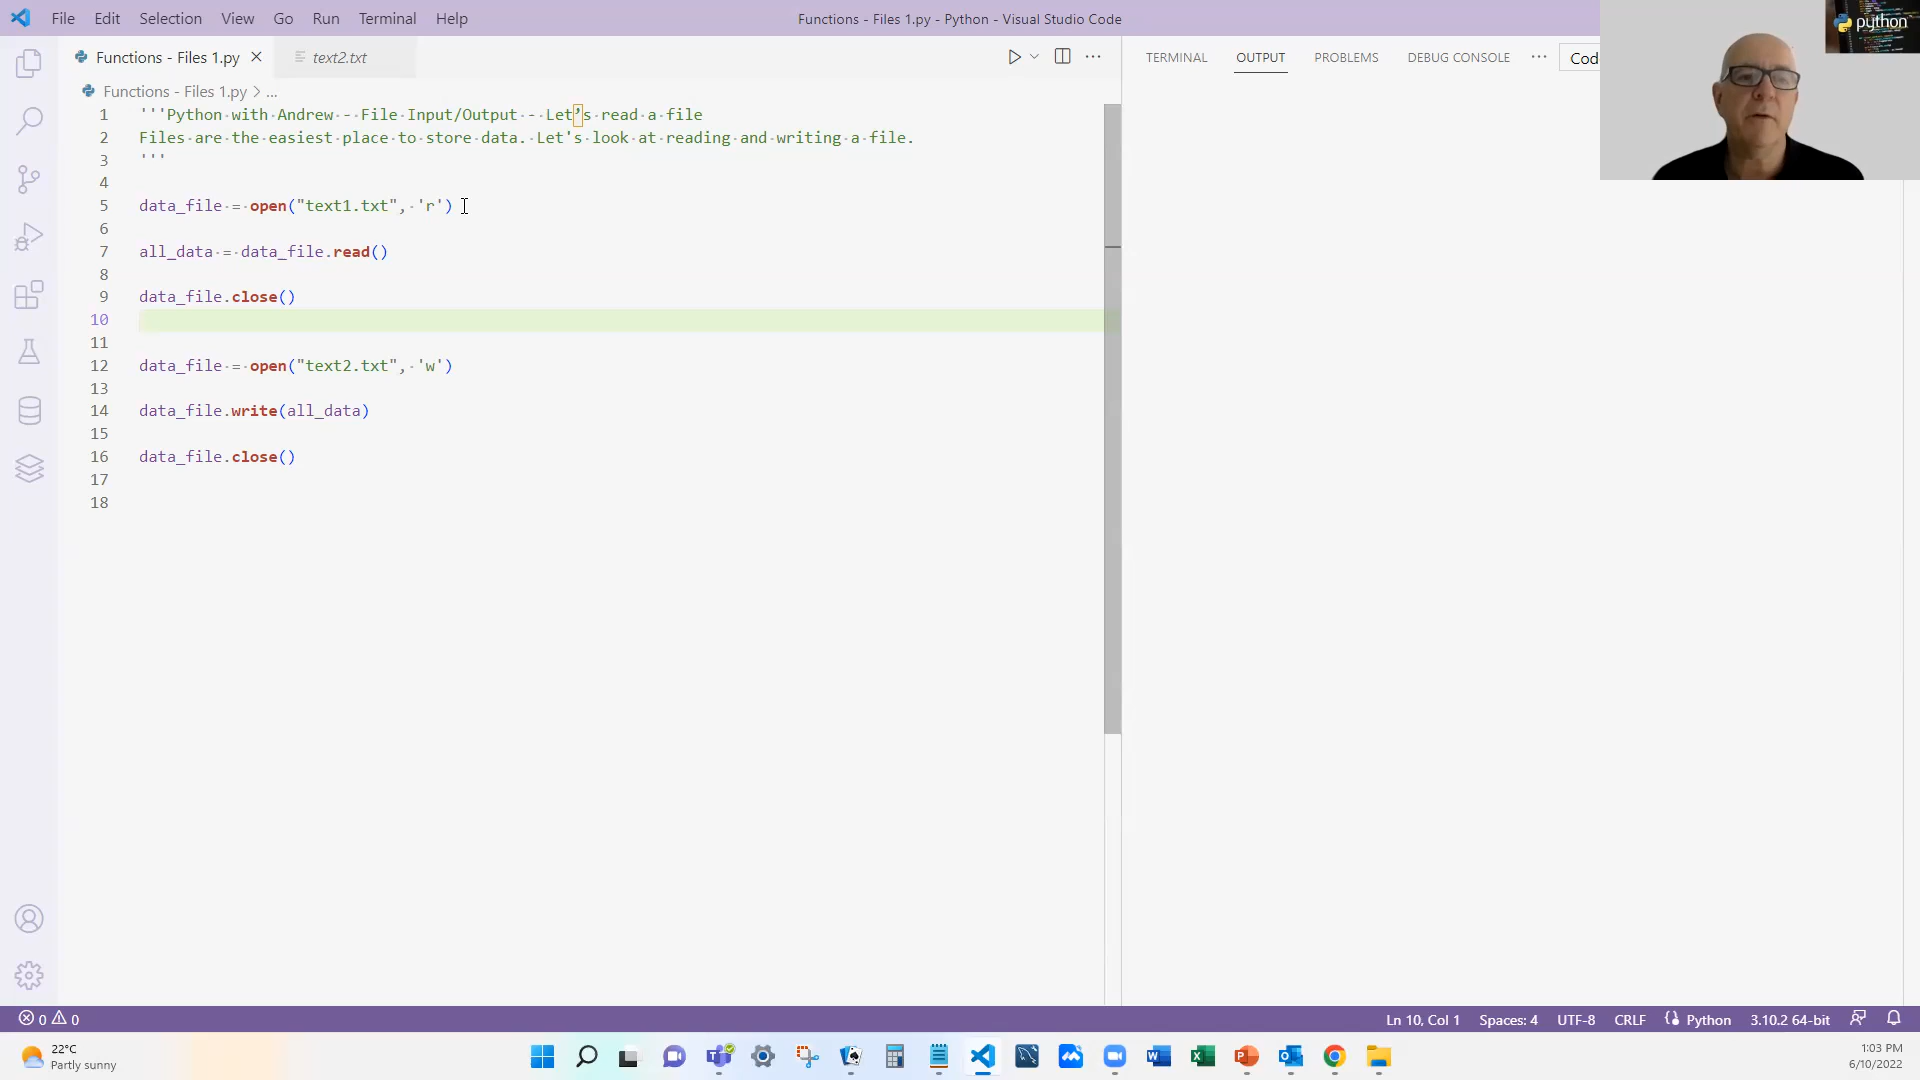 File Edit Selection View Go Run Terminal Help
Functions - Files 1.py - Python - Visual Studio Code
python
Functions - Files 1.py
text2.txt
TERMINAL OUTPUT PROBLEMS DEBUG CONSOLE
Cod
Functions - Files 1.py > ...
1 '''Python with Andrew -- File Input/Output -- Let’s read a file
2 Files are the easiest place to store data. Let's look at reading and writing a file.
3 '''
4
5 data_file = open("text1.txt", 'r')
6
7 all_data = data_file.read()
8
9 data_file.close()
10
11
12 data_file = open("text2.txt", 'w')
13
14 data_file.write(all_data)
15
16 data_file.close()
17
18
0 0
Ln 10, Col 1 Spaces: 4 UTF-8 CRLF Python 3.10.2 64-bit
22°C
Partly sunny
1:03 PM
6/10/2022